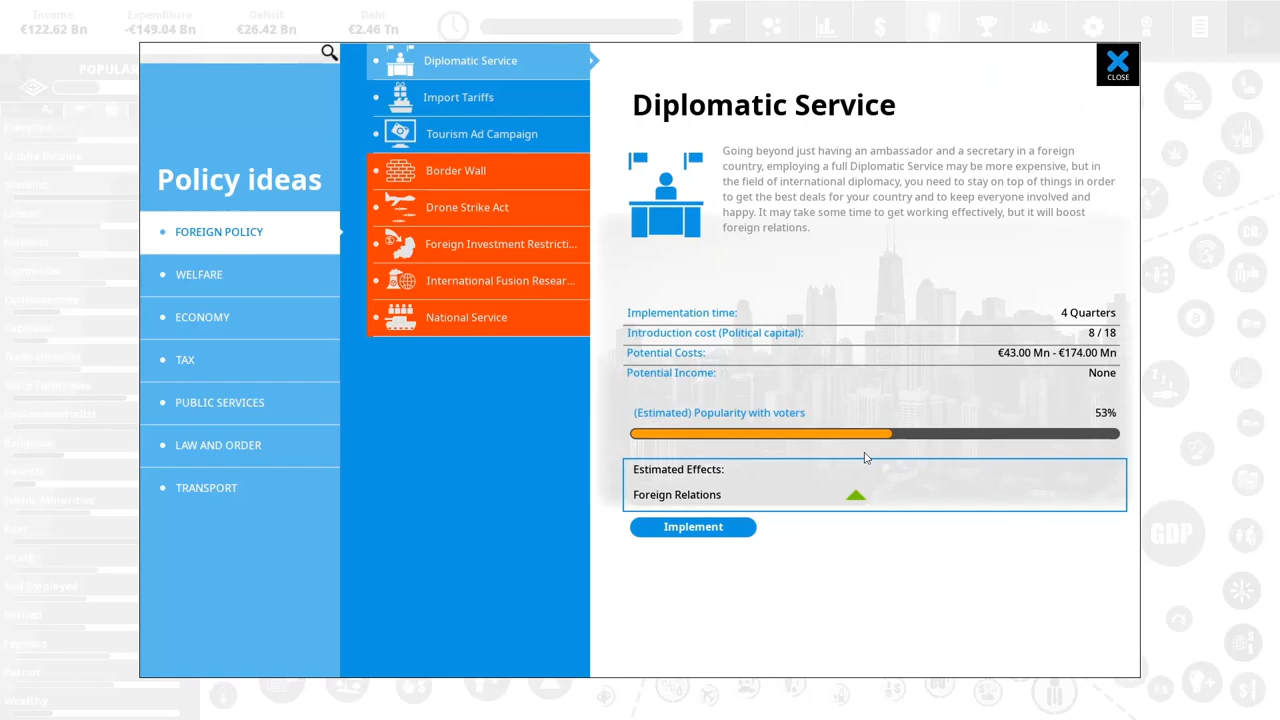 Income
Expenditure
Deficit
Debt
€122.62 Bn
-€149.04 Bn
€26.42 Bn
€2.46 Tn
CLOSE
Policy ideas
FOREIGN POLICY
WELFARE
ECONOMY
TAX
PUBLIC SERVICES
LAW AND ORDER
TRANSPORT
Diplomatic Service
Import Tariffs
Tourism Ad Campaign
Border Wall
Drone Strike Act
Foreign Investment Restricti...
International Fusion Resear...
National Service
Diplomatic Service
Going beyond just having an ambassador and a secretary in a foreign
country, employing a full Diplomatic Service may be more expensive, but in
the field of international diplomacy, you need to stay on top of things in order
to get the best deals for your country and to keep everyone involved and
happy. It may take some time to get working effectively, but it will boost
foreign relations.
Implementation time: 4 Quarters
Introduction cost (Political capital): 8 / 18
Potential Costs: €43.00 Mn - €174.00 Mn
Potential Income: None
(Estimated) Popularity with voters 53%
Estimated Effects:
Foreign Relations
Implement
GDP
Self Employed
Retired
Farmers
Patriot
Wealthy